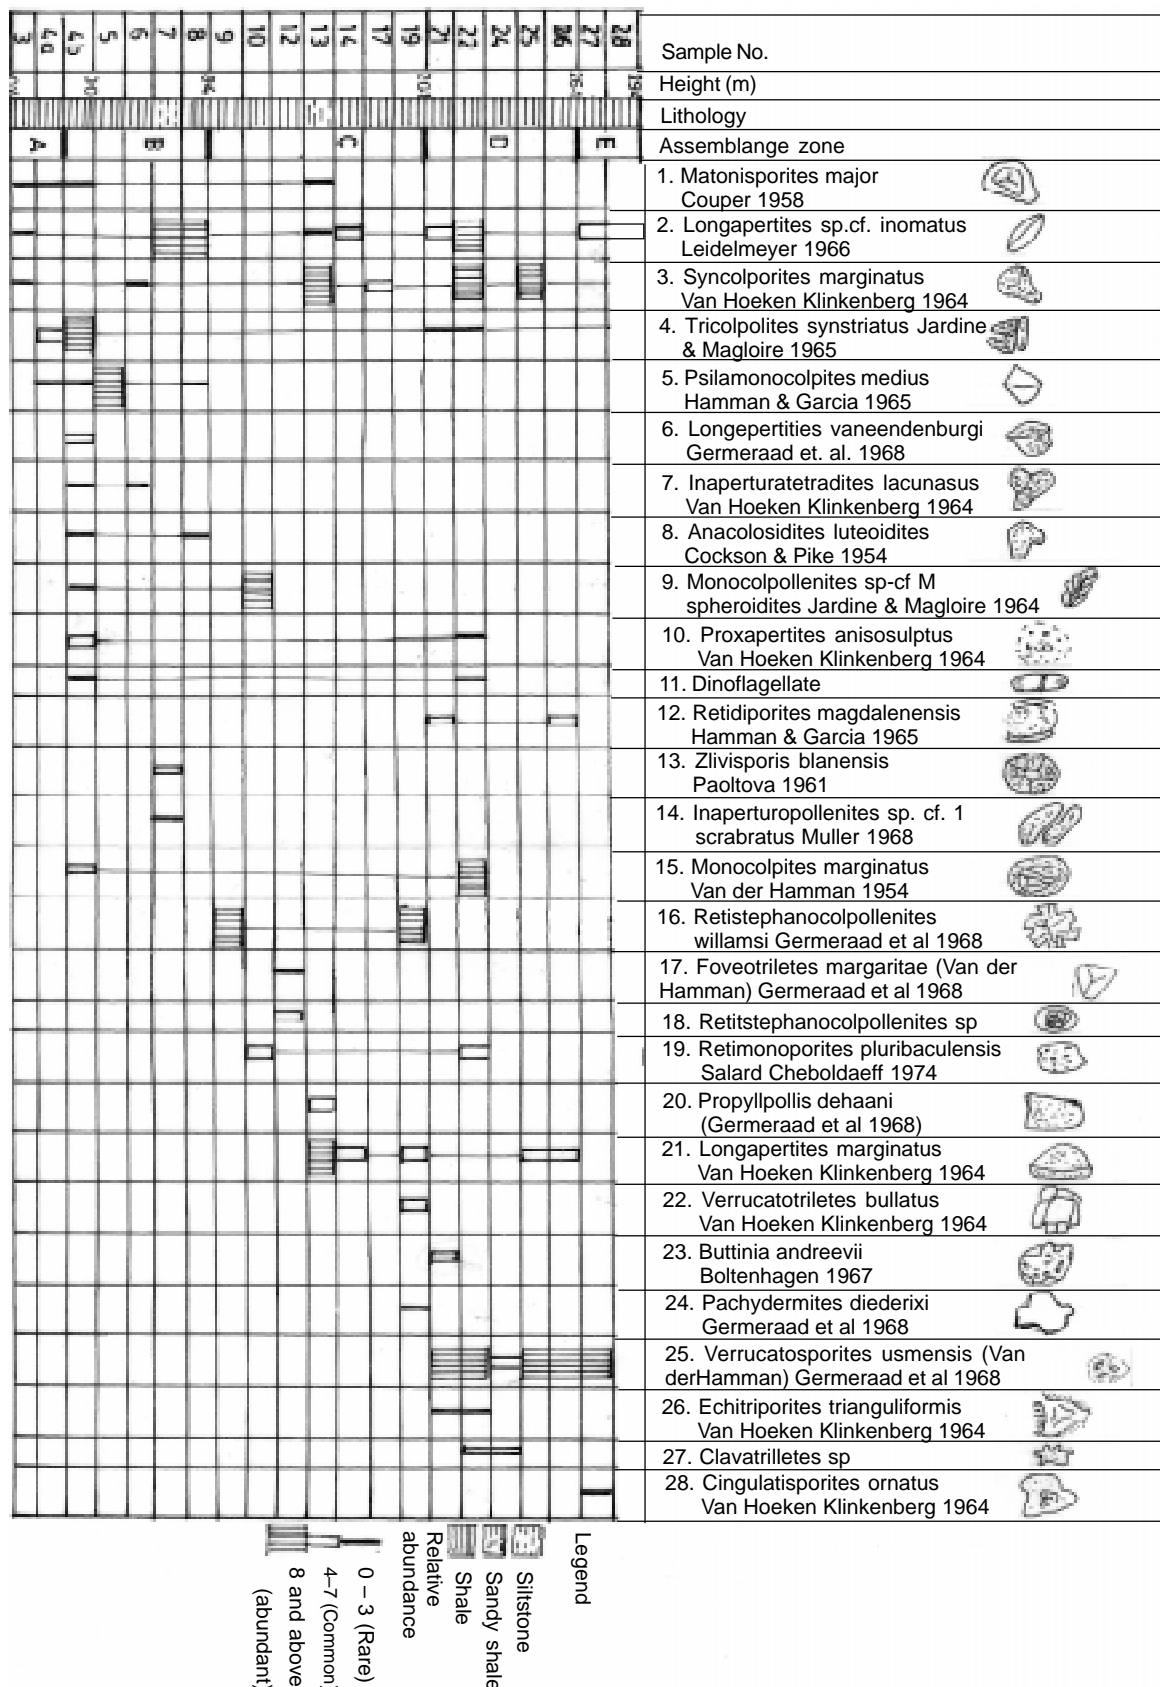 3 4a 4b 5 6 7 8 9 10 12 13 14 17 19 21 22 24 25 26 27 28
Sample No.
Height (m)
Lithology
A B C D E
Assemblange zone
1. Matonisporites major
Couper 1958
2. Longapertites sp.cf. inomatus
Leidelmeyer 1966
3. Syncolporites marginatus
Van Hoeken Klinkenberg 1964
4. Tricolpolites synstriatus Jardine
& Magloire 1965
5. Psilamonocolpites medius
Hamman & Garcia 1965
6. Longepertities vaneendenburgi
Germeraad et. al. 1968
7. Inaperturatetradites lacunasus
Van Hoeken Klinkenberg 1964
8. Anacolosidites luteoidites
Cockson & Pike 1954
9. Monocolpollenites sp-cf M
spheroidites Jardine & Magloire 1964
10. Proxapertites anisosulptus
Van Hoeken Klinkenberg 1964
11. Dinoflagellate
12. Retidiporites magdalenensis
Hamman & Garcia 1965
13. Zlivisporis blanensis
Paoltova 1961
14. Inaperturopollenites sp. cf. 1
scrabratus Muller 1968
15. Monocolpites marginatus
Van der Hamman 1954
16. Retistephanocolpollenites
willamsi Germeraad et al 1968
17. Foveotriletes margaritae (Van der
Hamman) Germeraad et al 1968
18. Retitstephanocolpollenites sp
19. Retimonoporites pluribaculensis
Salard Cheboldaeff 1974
20. Propyllpollis dehaani
(Germeraad et al 1968)
21. Longapertites marginatus
Van Hoeken Klinkenberg 1964
22. Verrucatotriletes bullatus
Van Hoeken Klinkenberg 1964
23. Buttinia andreevii
Boltenhagen 1967
24. Pachydermites diederixi
Germeraad et al 1968
25. Verrucatosporites usmensis (Van
derHamman) Germeraad et al 1968
26. Echitriporites trianguliformis
Van Hoeken Klinkenberg 1964
27. Clavatrilletes sp
28. Cingulatisporites ornatus
Van Hoeken Klinkenberg 1964
Legend
Siltstone
Sandy shale
Shale
Relative
abundance
0 – 3 (Rare)
4–7 (Common)
8 and above
(abundant)